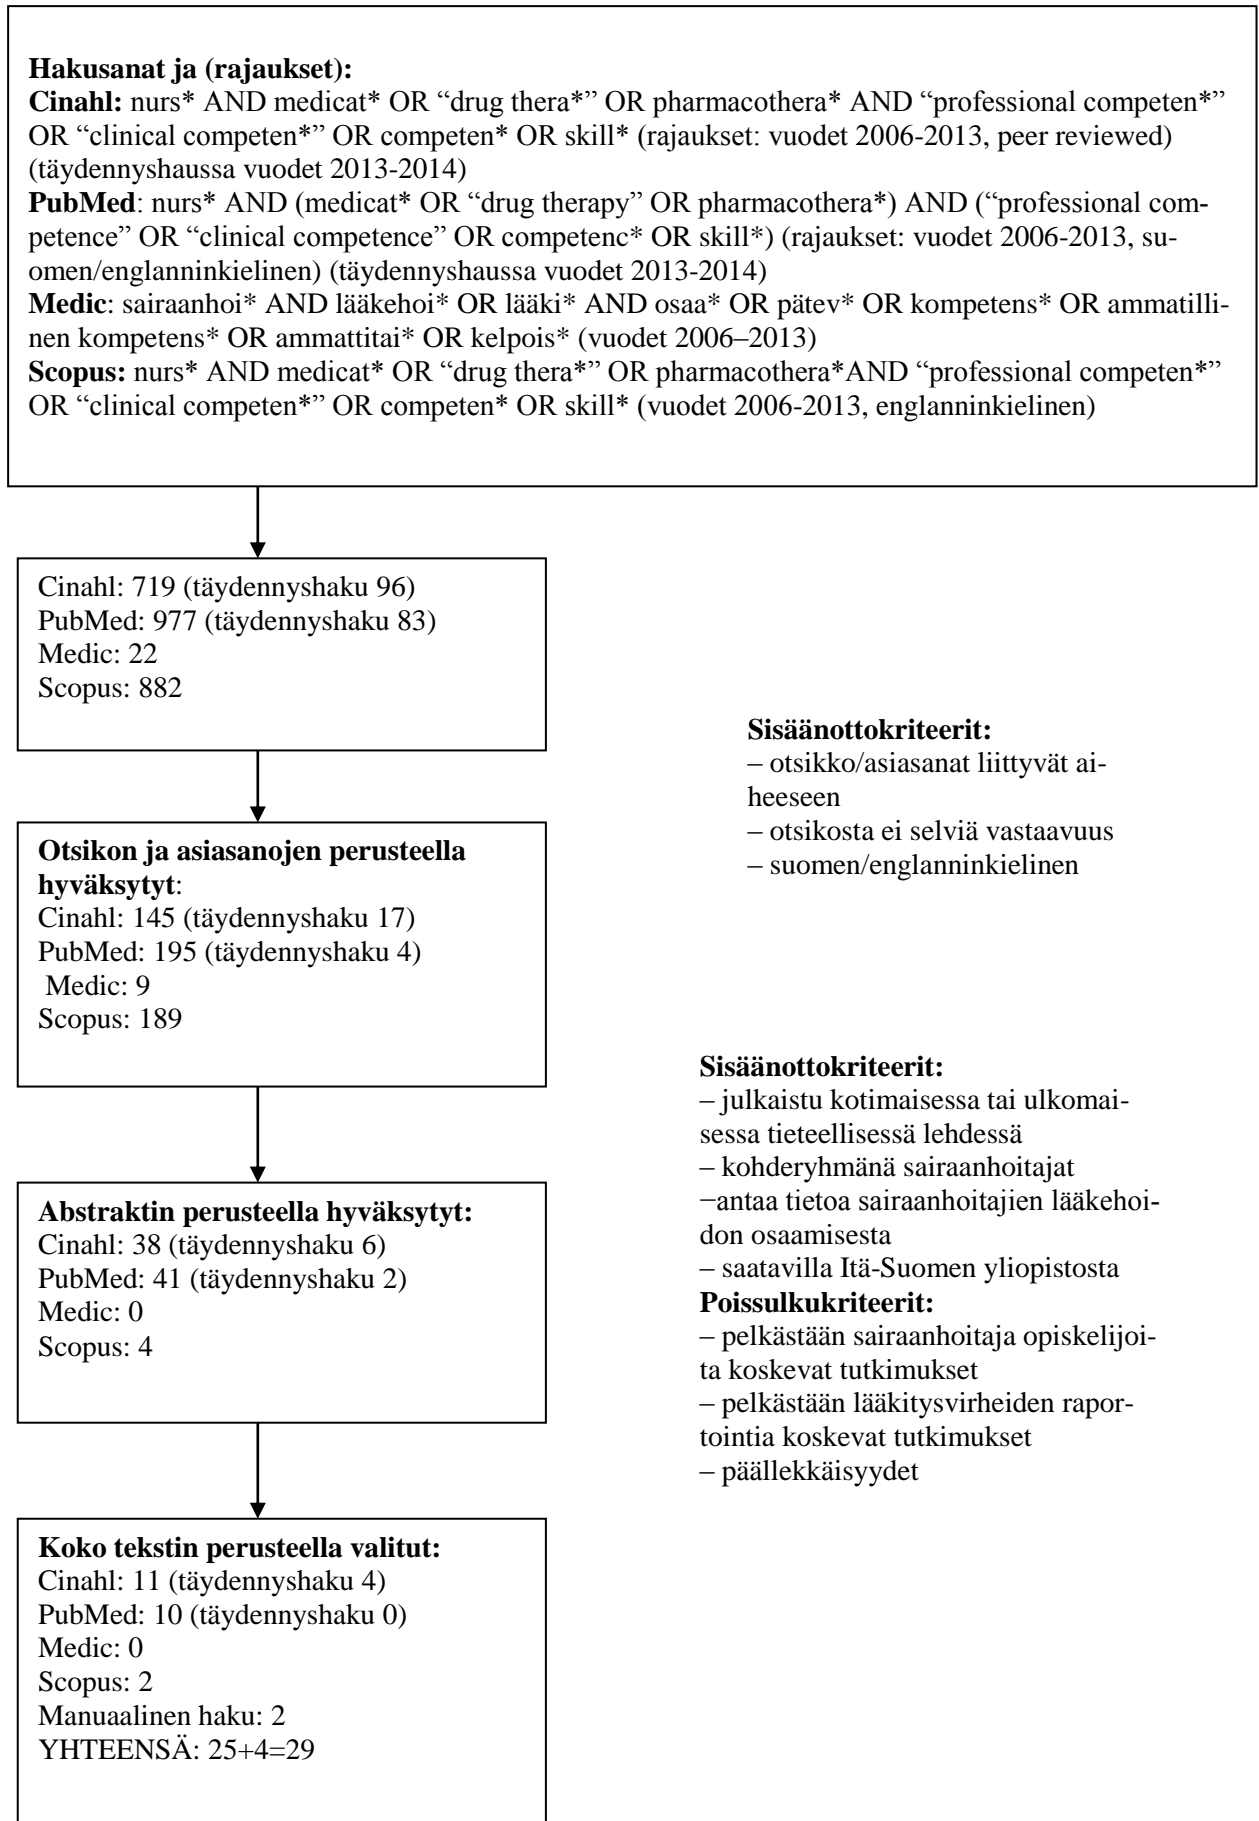 Hakusanat ja (rajaukset):
Cinahl: nurs* AND medicat* OR “drug thera*” OR pharmacothera* AND “professional competen*”
OR “clinical competen*” OR competen* OR skill* (rajaukset: vuodet 2006-2013, peer reviewed)
(täydennyshaussa vuodet 2013-2014)
PubMed: nurs* AND (medicat* OR “drug therapy” OR pharmacothera*) AND (“professional com-
petence” OR “clinical competence” OR competenc* OR skill*) (rajaukset: vuodet 2006-2013, su-
omen/englanninkielinen) (täydennyshaussa vuodet 2013-2014)
Medic: sairaanhoi* AND lääkehoi* OR lääki* AND osaa* OR pätev* OR kompetens* OR ammatilli-
nen kompetens* OR ammattitai* OR kelpois* (vuodet 2006–2013)
Scopus: nurs* AND medicat* OR “drug thera*” OR pharmacothera*AND “professional competen*”
OR “clinical competen*” OR competen* OR skill* (vuodet 2006-2013, englanninkielinen)
Cinahl: 719 (täydennyshaku 96)
PubMed: 977 (täydennyshaku 83)
Medic: 22
Scopus: 882
Sisäänottokriteerit:
– otsikko/asiasanat liittyvät ai-
heeseen
– otsikosta ei selviä vastaavuus
– suomen/englanninkielinen
Otsikon ja asiasanojen perusteella
hyväksytyt:
Cinahl: 145 (täydennyshaku 17)
PubMed: 195 (täydennyshaku 4)
Medic: 9
Scopus: 189
Sisäänottokriteerit:
– julkaistu kotimaisessa tai ulkomai-
sessa tieteellisessä lehdessä
– kohderyhmänä sairaanhoitajat
−antaa tietoa sairaanhoitajien lääkehoi-
don osaamisesta
– saatavilla Itä-Suomen yliopistosta
Poissulkukriteerit:
– pelkästään sairaanhoitaja opiskelijoi-
ta koskevat tutkimukset
– pelkästään lääkitysvirheiden rapor-
tointia koskevat tutkimukset
– päällekkäisyydet
Abstraktin perusteella hyväksytyt:
Cinahl: 38 (täydennyshaku 6)
PubMed: 41 (täydennyshaku 2)
Medic: 0
Scopus: 4
Koko tekstin perusteella valitut:
Cinahl: 11 (täydennyshaku 4)
PubMed: 10 (täydennyshaku 0)
Medic: 0
Scopus: 2
Manuaalinen haku: 2
YHTEENSÄ: 25+4=29